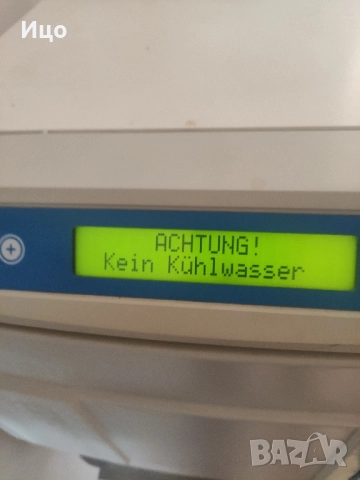 Ицо
ACHTUNG!
Kein Kühlwasser
BAZAR